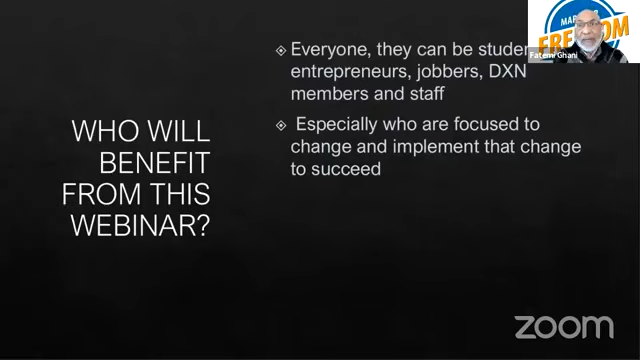 WHO WILL
BENEFIT
FROM THIS
WEBINAR?
Everyone, they can be
entrepreneurs, jobbers, DXN
members and staff
Especially who are focused to
change and implement that change
to succeed
Fatemi Ghani
zoom